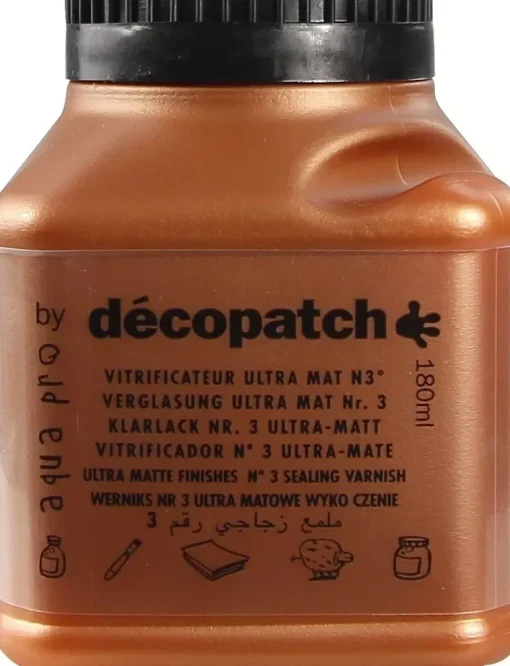 by décopatch
aqua pro
180ml
VITRIFICATEUR ULTRA MAT N3°
VERGLASUNG ULTRA MAT Nr. 3
KLARLACK NR. 3 ULTRA-MATT
VITRIFICADOR N° 3 ULTRA-MATE
ULTRA MATTE FINISHES N° 3 SEALING VARNISH
WERNIKS NR 3 ULTRA MATOWE WYKO CZENIE
ملمع زجاجي رقم 3